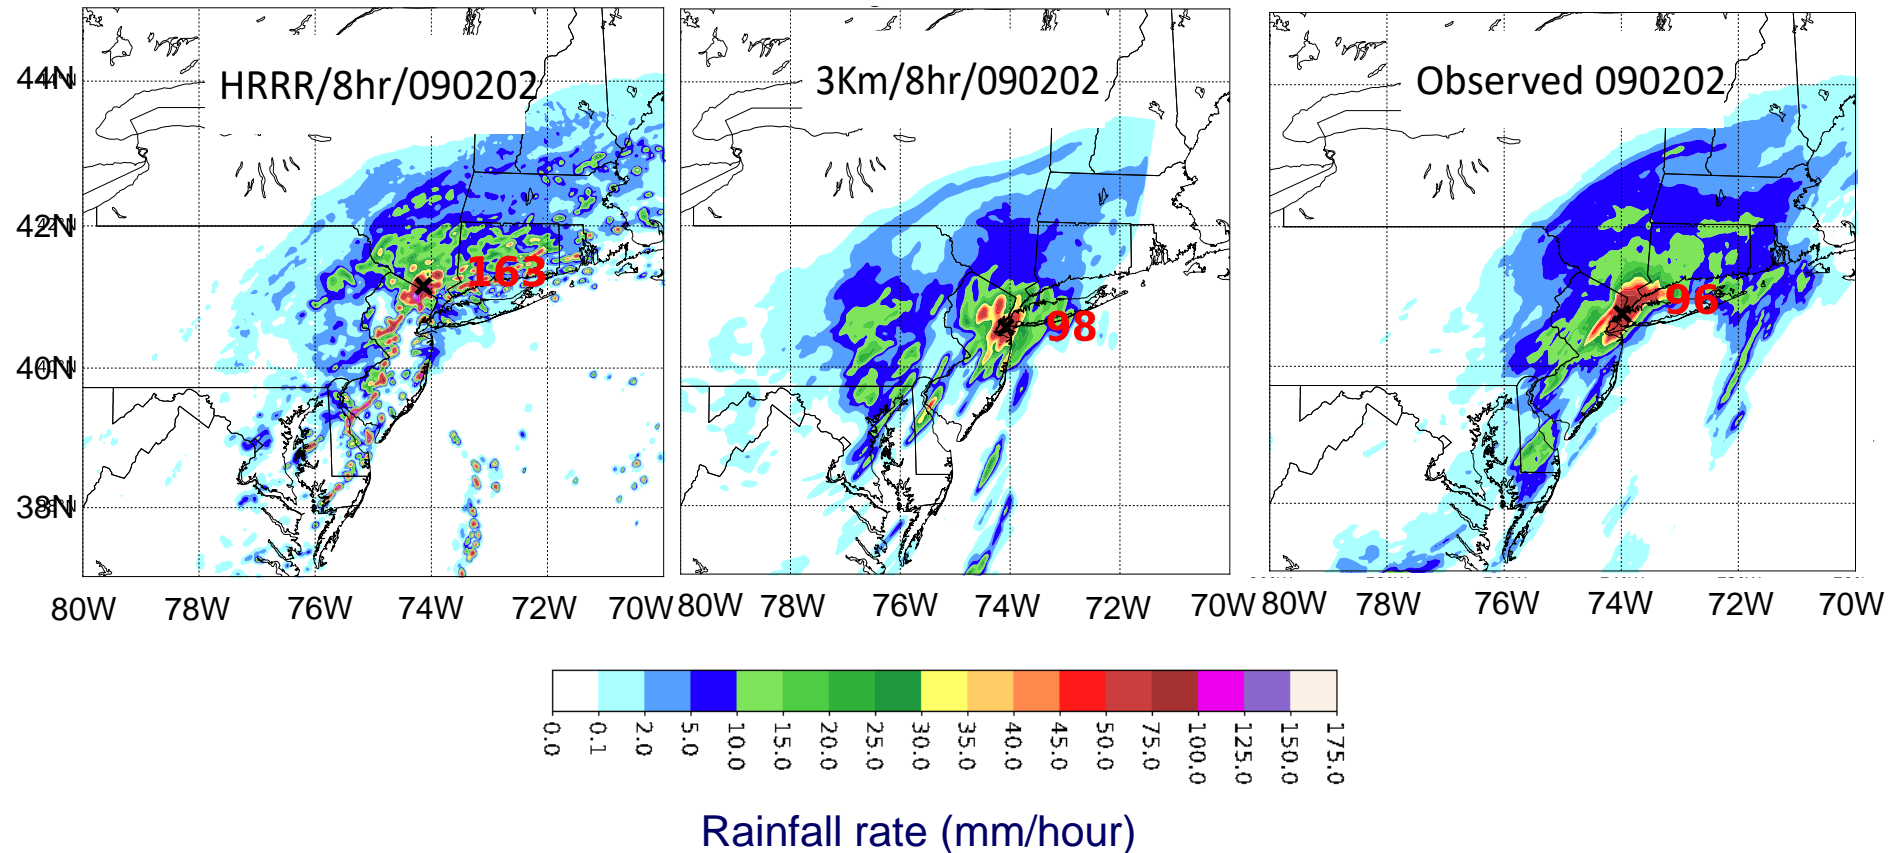 HRRR/8hr/090202
3Km/8hr/090202
Observed 090202
44N
42N
40N
38N
163
98
96
80W 78W 76W 74W 72W 70W
80W 78W 76W 74W 72W 70W
80W 78W 76W 74W 72W 70W
0.0 0.1 2.0 5.0 10.0 15.0 20.0 25.0 30.0 35.0 40.0 45.0 50.0 75.0 100.0 125.0 150.0 175.0
Rainfall rate (mm/hour)